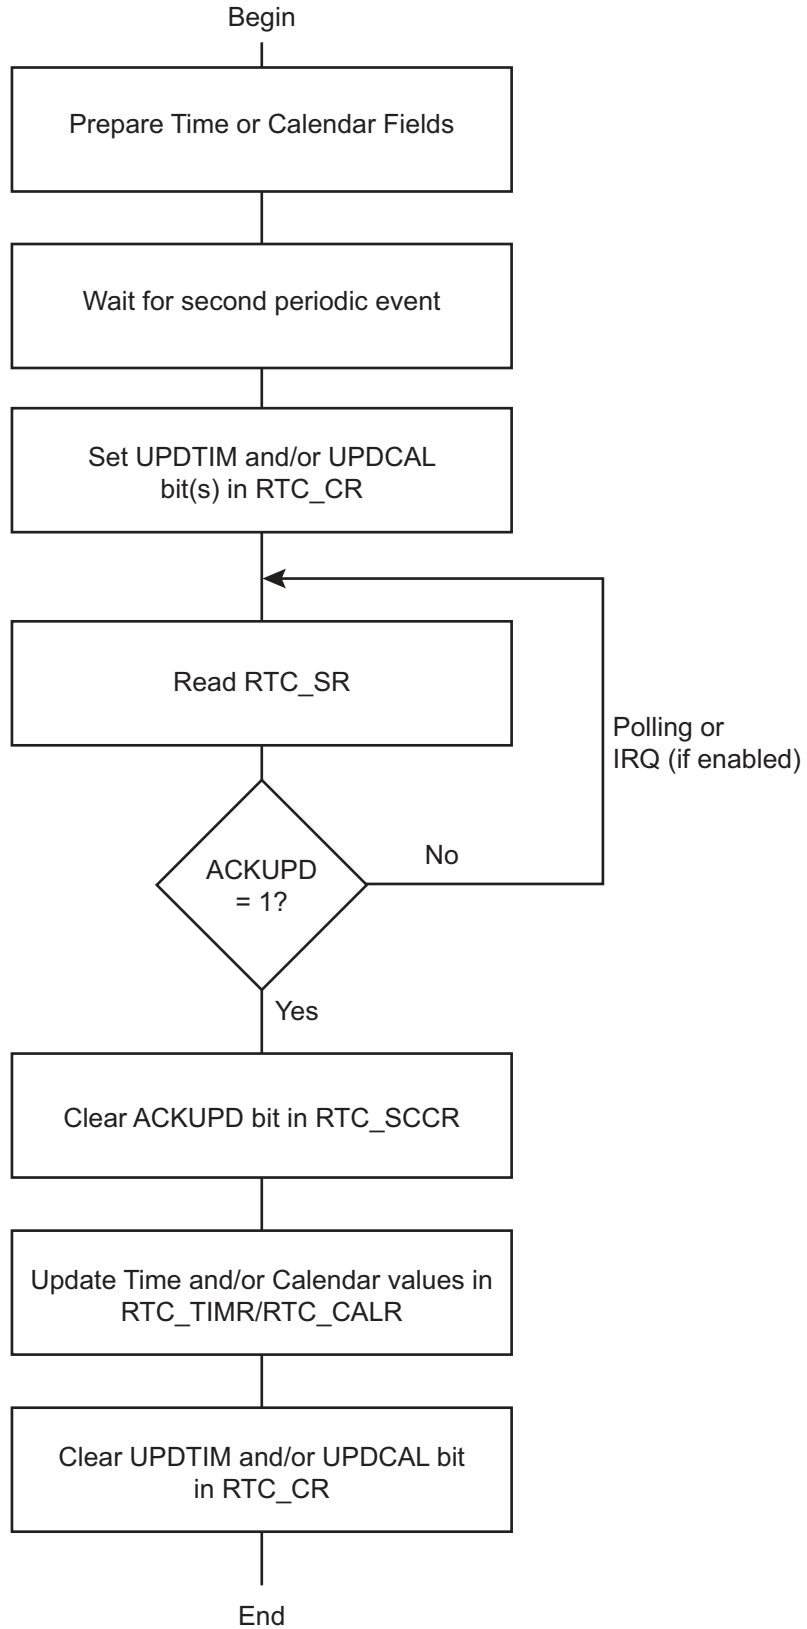 Begin
Prepare Time or Calendar Fields
Wait for second periodic event
Set UPDTIM and/or UPDCAL
bit(s) in RTC_CR
Read RTC_SR
Polling or
IRQ (if enabled)
ACKUPD
= 1?
No
Yes
Clear ACKUPD bit in RTC_SCCR
Update Time and/or Calendar values in
RTC_TIMR/RTC_CALR
Clear UPDTIM and/or UPDCAL bit
in RTC_CR
End